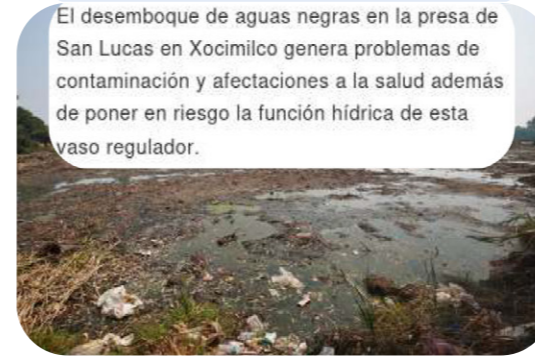 El desemboque de aguas negras en la presa de
San Lucas en Xocimilco genera problemas de
contaminación y afectaciones a la salud además
de poner en riesgo la función hídrica de esta
vaso regulador.